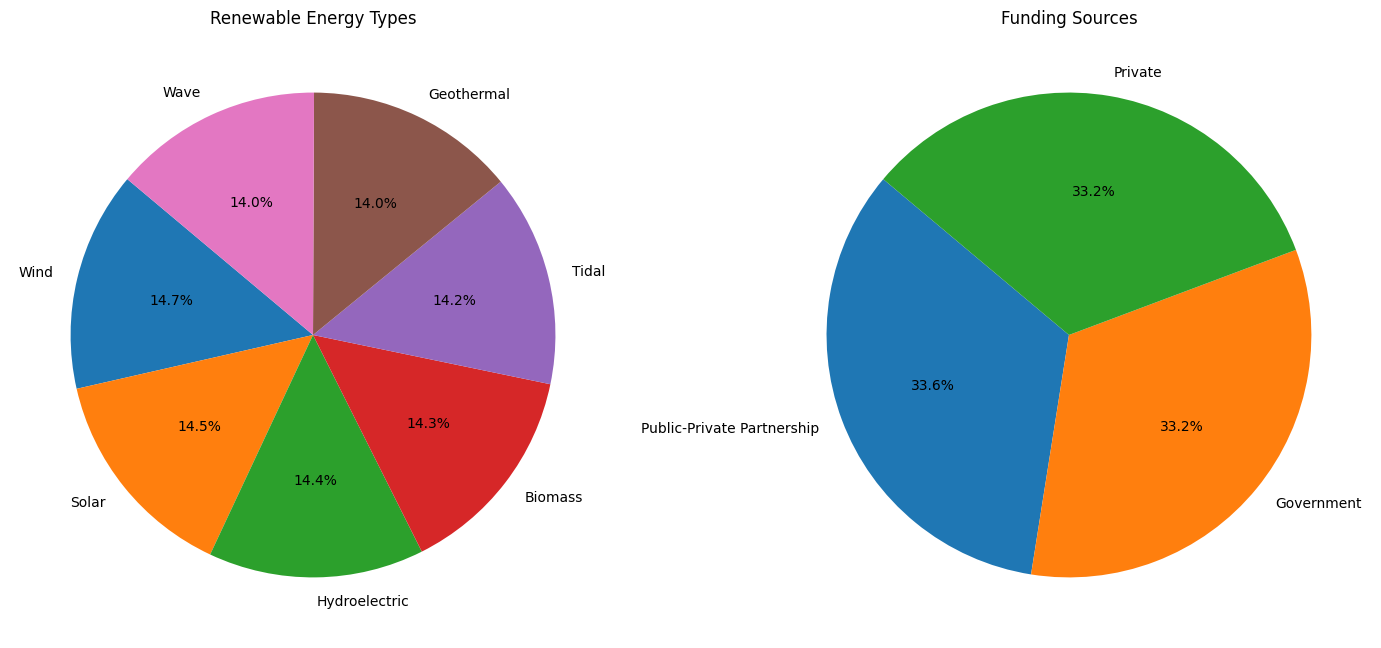 Renewable Energy Types
Wave
Geothermal
14.0%
14.0%
Wind
Tidal
14.7%
14.2%
14.5%
14.3%
14.4%
Solar
Biomass
Hydroelectric
Funding Sources
Private
33.2%
33.6%
33.2%
Public-Private Partnership
Government